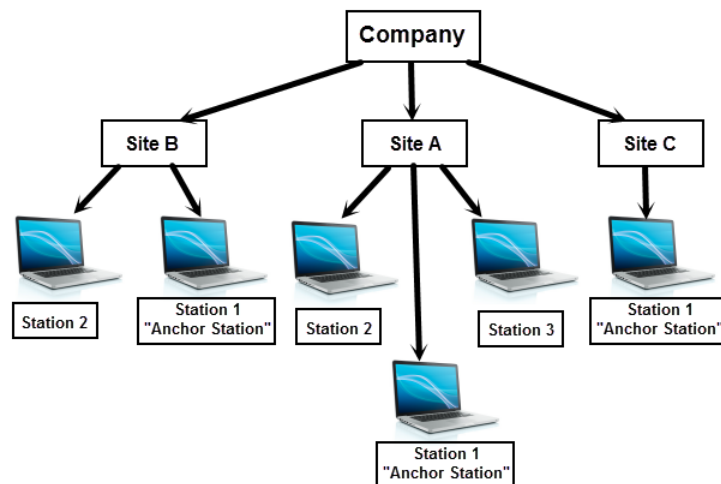 Company
Site B
Site A
Site C
Station 2
Station 1
"Anchor Station"
Station 2
Station 3
Station 1
"Anchor Station"
Station 1
"Anchor Station"